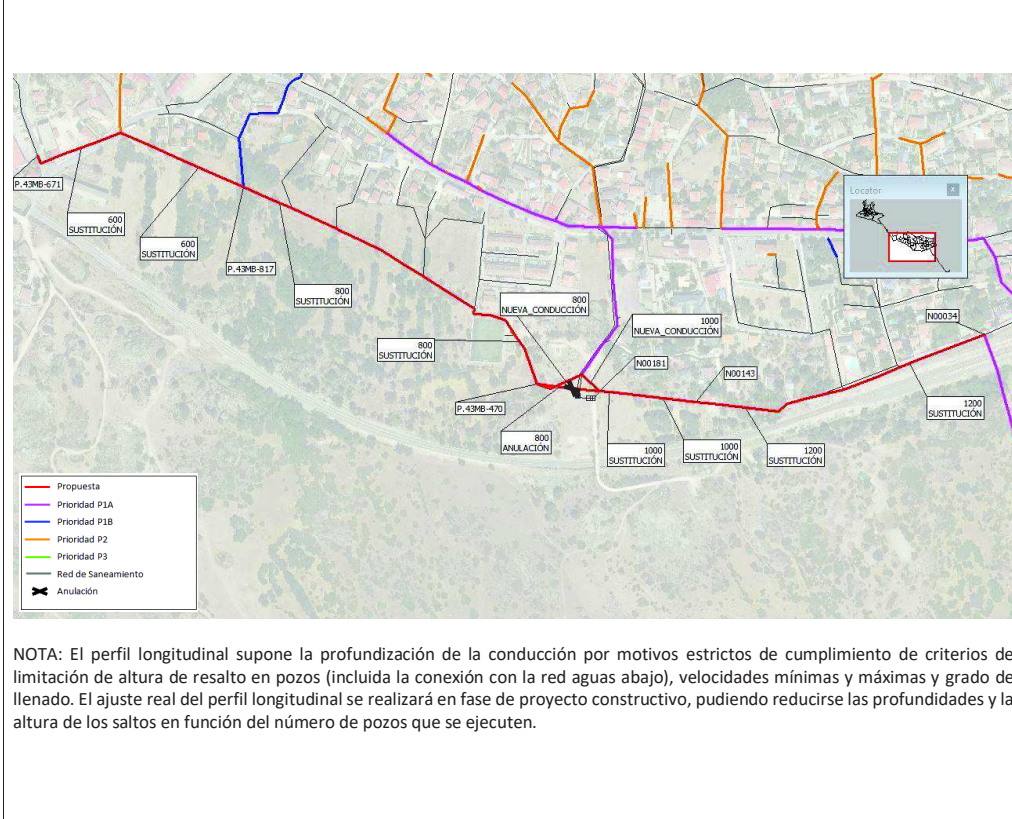 Locator
x
P.43MB-671
600
SUSTITUCIÓN
600
SUSTITUCIÓN
P.43MB-817
800
SUSTITUCIÓN
800
NUEVA_CONDUCCIÓN
1000
NUEVA_CONDUCCIÓN
N00034
800
SUSTITUCIÓN
N00181
N00143
P.43MB-470
800
ANULACIÓN
1000
SUSTITUCIÓN
1000
SUSTITUCIÓN
1200
SUSTITUCIÓN
1200
SUSTITUCIÓN
Propuesta
Prioridad P1A
Prioridad P1B
Prioridad P2
Prioridad P3
Red de Saneamiento
Anulación
NOTA: El perfil longitudinal supone la profundización de la conducción por motivos estrictos de cumplimiento de criterios de
limitación de altura de resalto en pozos (incluida la conexión con la red aguas abajo), velocidades mínimas y máximas y grado de
llenado. El ajuste real del perfil longitudinal se realizará en fase de proyecto constructivo, pudiendo reducirse las profundidades y la
altura de los saltos en función del número de pozos que se ejecuten.